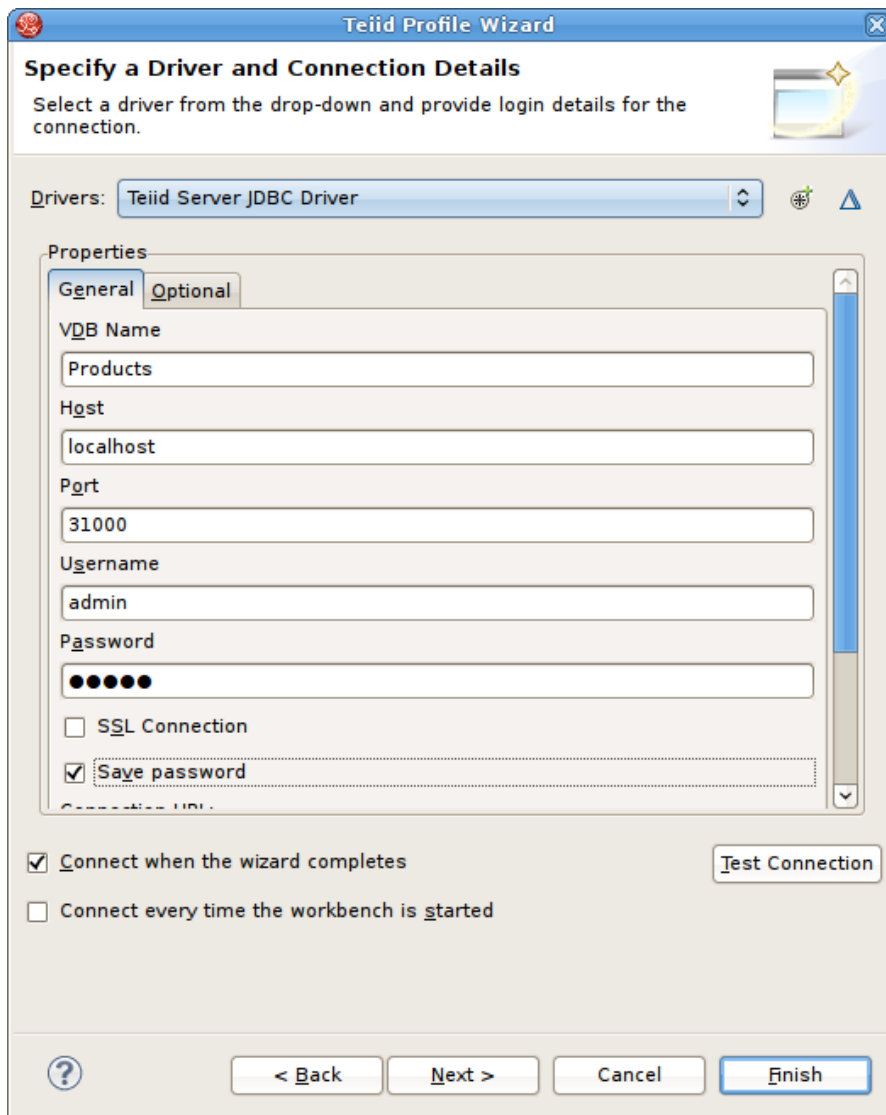 Teiid Profile Wizard
Specify a Driver and Connection Details
Select a driver from the drop-down and provide login details for the
connection.
Drivers: Teiid Server JDBC Driver
Properties
General Optional
VDB Name
Products
Host
localhost
Port
31000
Username
admin
Password
●●●●●
SSL Connection
Save password
Connection URL:
Connect when the wizard completes
Test Connection
Connect every time the workbench is started
? < Back Next > Cancel Finish